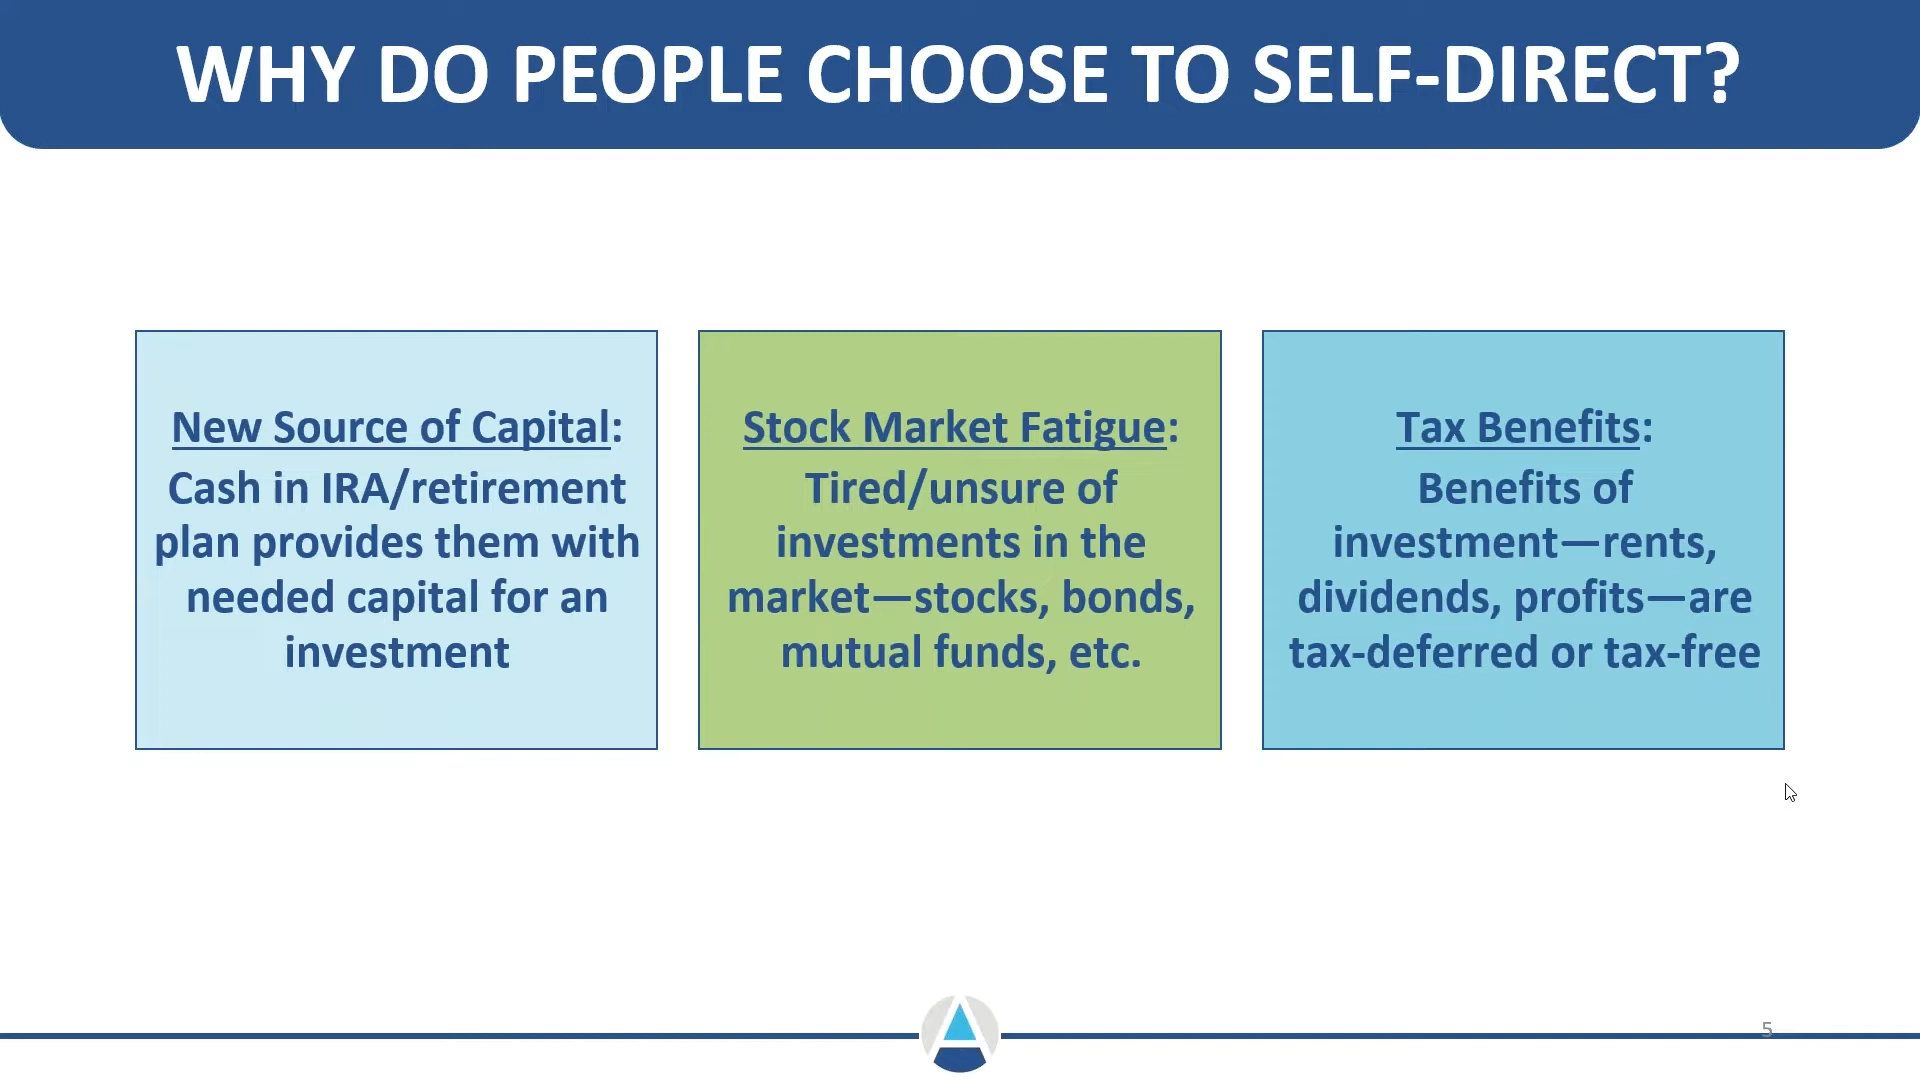 WHY DO PEOPLE CHOOSE TO SELF-DIRECT?
New Source of Capital:
Cash in IRA/retirement
plan provides them with
needed capital for an
investment
Stock Market Fatigue:
Tired/unsure of
investments in the
market—stocks, bonds,
mutual funds, etc.
Tax Benefits:
Benefits of
investment—rents,
dividends, profits—are
tax-deferred or tax-free
5